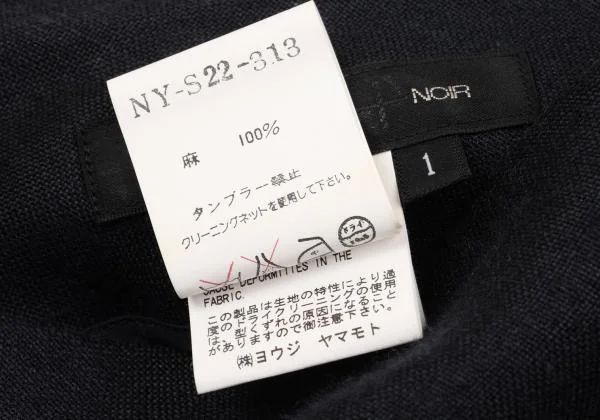 NY-S22-313
NOIR
麻 100%
1
タンブラー禁止
クリーニングネットを使用して下さい。
ドライ
CAUSE DEFORMITIES IN THE
FABRIC.
この製品は生地の特性により過
度のドライクリーニングの使用
は、型くずれの原因になること
がありますので御注意下さい。
(株)ヨウジ ヤマモト